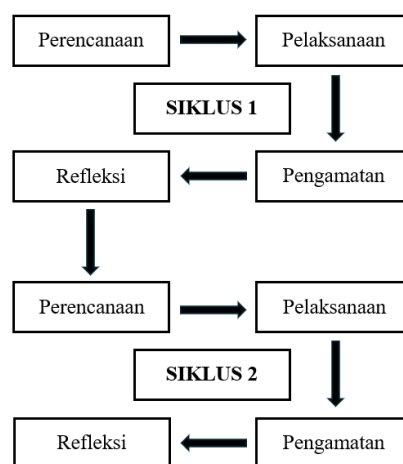 Perencanaan
Pelaksanaan
SIKLUS 1
Refleksi
Pengamatan
Perencanaan
Pelaksanaan
SIKLUS 2
Refleksi
Pengamatan